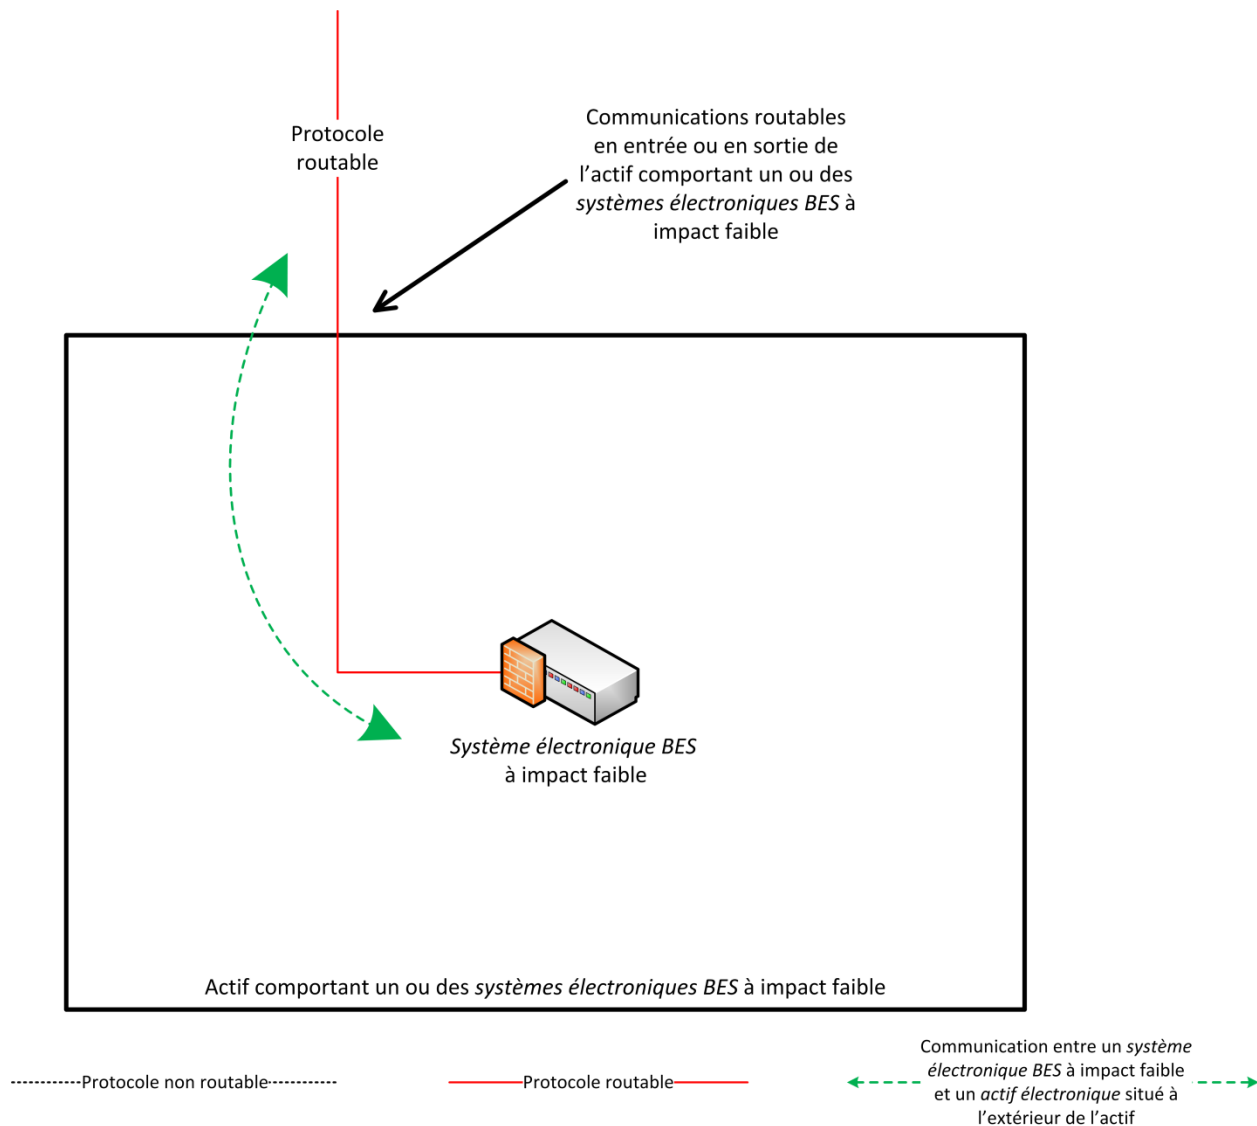 Protocole
routable
Communications routables
en entrée ou en sortie de
l’actif comportant un ou des
systèmes électroniques BES à
impact faible
Système électronique BES
à impact faible
Actif comportant un ou des systèmes électroniques BES à impact faible
Protocole non routable
Protocole routable
Communication entre un système
électronique BES à impact faible
et un actif électronique situé à
l’extérieur de l’actif